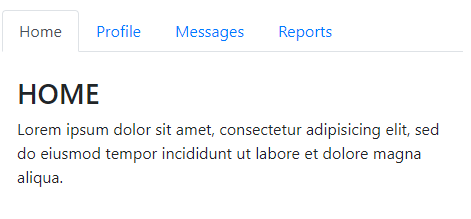 Home Profile Messages Reports
HOME
Lorem ipsum dolor sit amet, consectetur adipisicing elit, sed
do eiusmod tempor incididunt ut labore et dolore magna
aliqua.